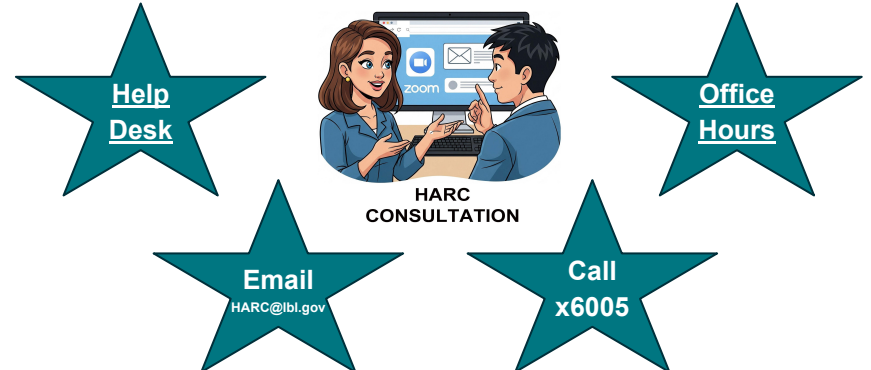 Help
Desk
zoom
Office
Hours
HARC
CONSULTATION
Email
HARC@lbl.gov
Call
x6005